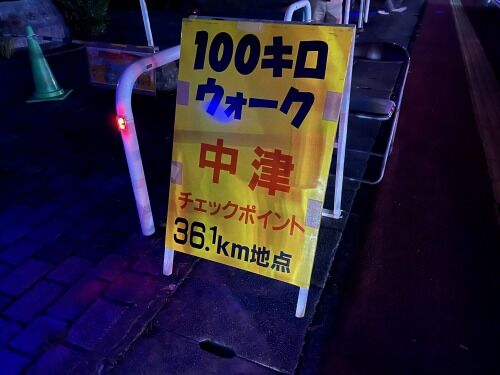 100キロ
ウォーク
中津
チェックポイント
36.1km地点